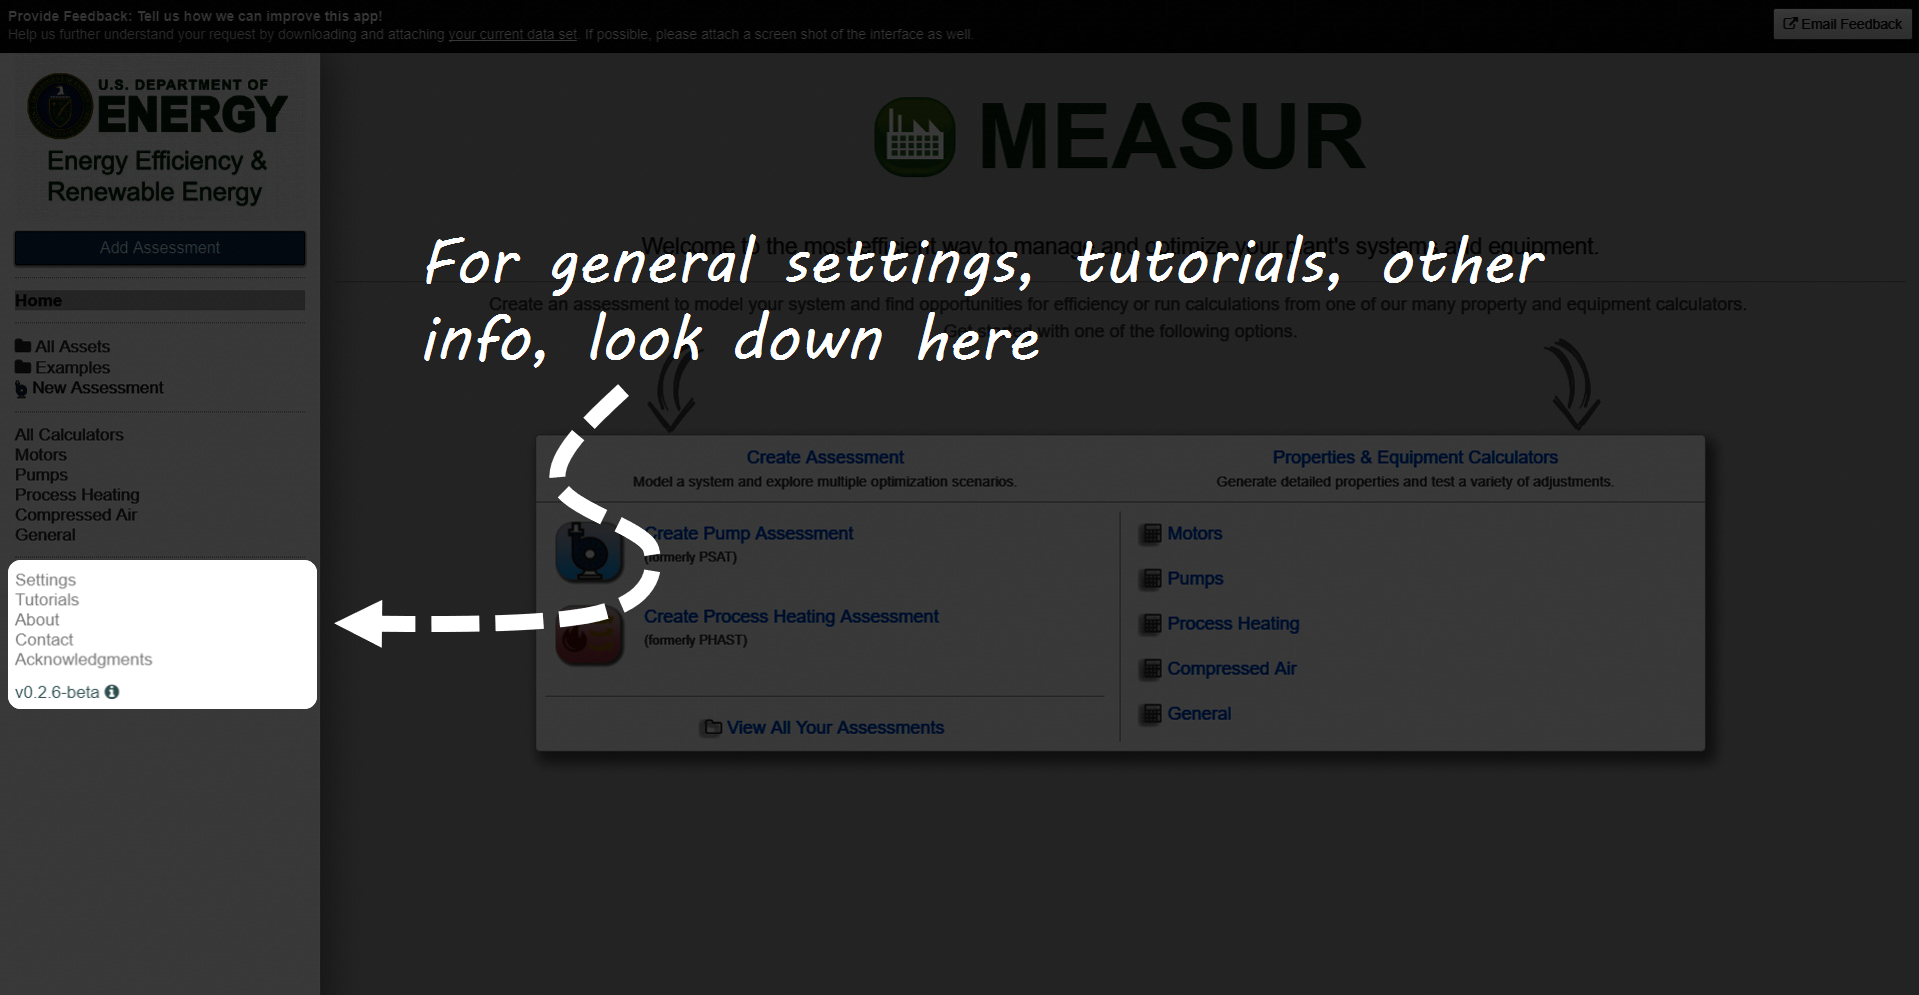 Provide Feedback: Tell us how we can improve this app!
Help us further understand your request by downloading and attaching your current data set. If possible, please attach a screen shot of the interface as well.
Email Feedback
U.S. DEPARTMENT OF
ENERGY
Energy Efficiency &
Renewable Energy
Add Assessment
Home
All Assets
Examples
New Assessment
All Calculators
Motors
Pumps
Process Heating
Compressed Air
General
Settings
Tutorials
About
Contact
Acknowledgments
v0.2.6-beta
MEASUR
Welcome to the most efficient way to manage and optimize your plant's systems and equipment.
For general settings, tutorials, other
info, look down here
Create an assessment to model your system and find opportunities for efficiency or run calculations from one of our many property and equipment calculators.
Get started with one of the following options.
Create Assessment
Model a system and explore multiple optimization scenarios.
Create Pump Assessment
(formerly PSAT)
Create Process Heating Assessment
(formerly PHAST)
View All Your Assessments
Properties & Equipment Calculators
Generate detailed properties and test a variety of adjustments.
Motors
Pumps
Process Heating
Compressed Air
General